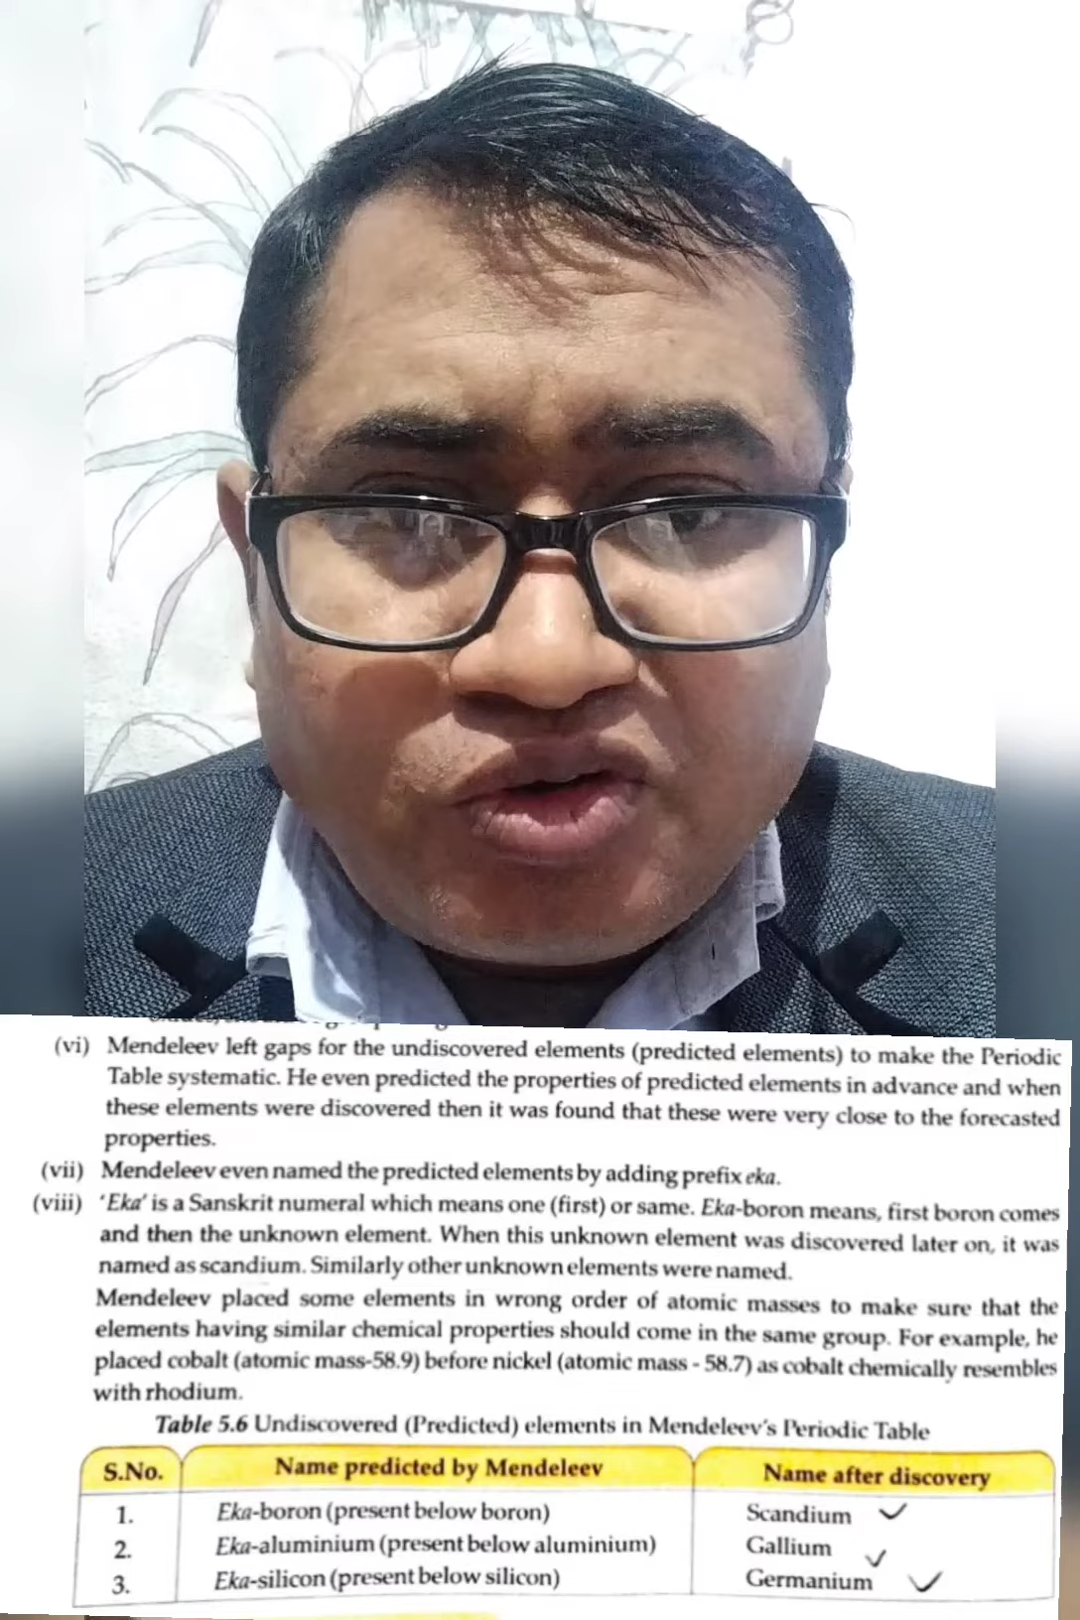 (vi) Mendeleev left gaps for the undiscovered elements (predicted elements) to make the Periodic
Table systematic. He even predicted the properties of predicted elements in advance and when
these elements were discovered then it was found that these were very close to the forecasted
properties.
(vii) Mendeleev even named the predicted elements by adding prefix eka.
(viii) 'Eka' is a Sanskrit numeral which means one (first) or same. Eka-boron means, first boron comes
and then the unknown element. When this unknown element was discovered later on, it was
named as scandium. Similarly other unknown elements were named.
Mendeleev placed some elements in wrong order of atomic masses to make sure that the
elements having similar chemical properties should come in the same group. For example, he
placed cobalt (atomic mass-58.9) before nickel (atomic mass - 58.7) as cobalt chemically resembles
with rhodium.
Table 5.6 Undiscovered (Predicted) elements in Mendeleev's Periodic Table
S.No. Name predicted by Mendeleev Name after discovery
1. Eka-boron (present below boron) Scandium
2. Eka-aluminium (present below aluminium) Gallium
3. Eka-silicon (present below silicon) Germanium